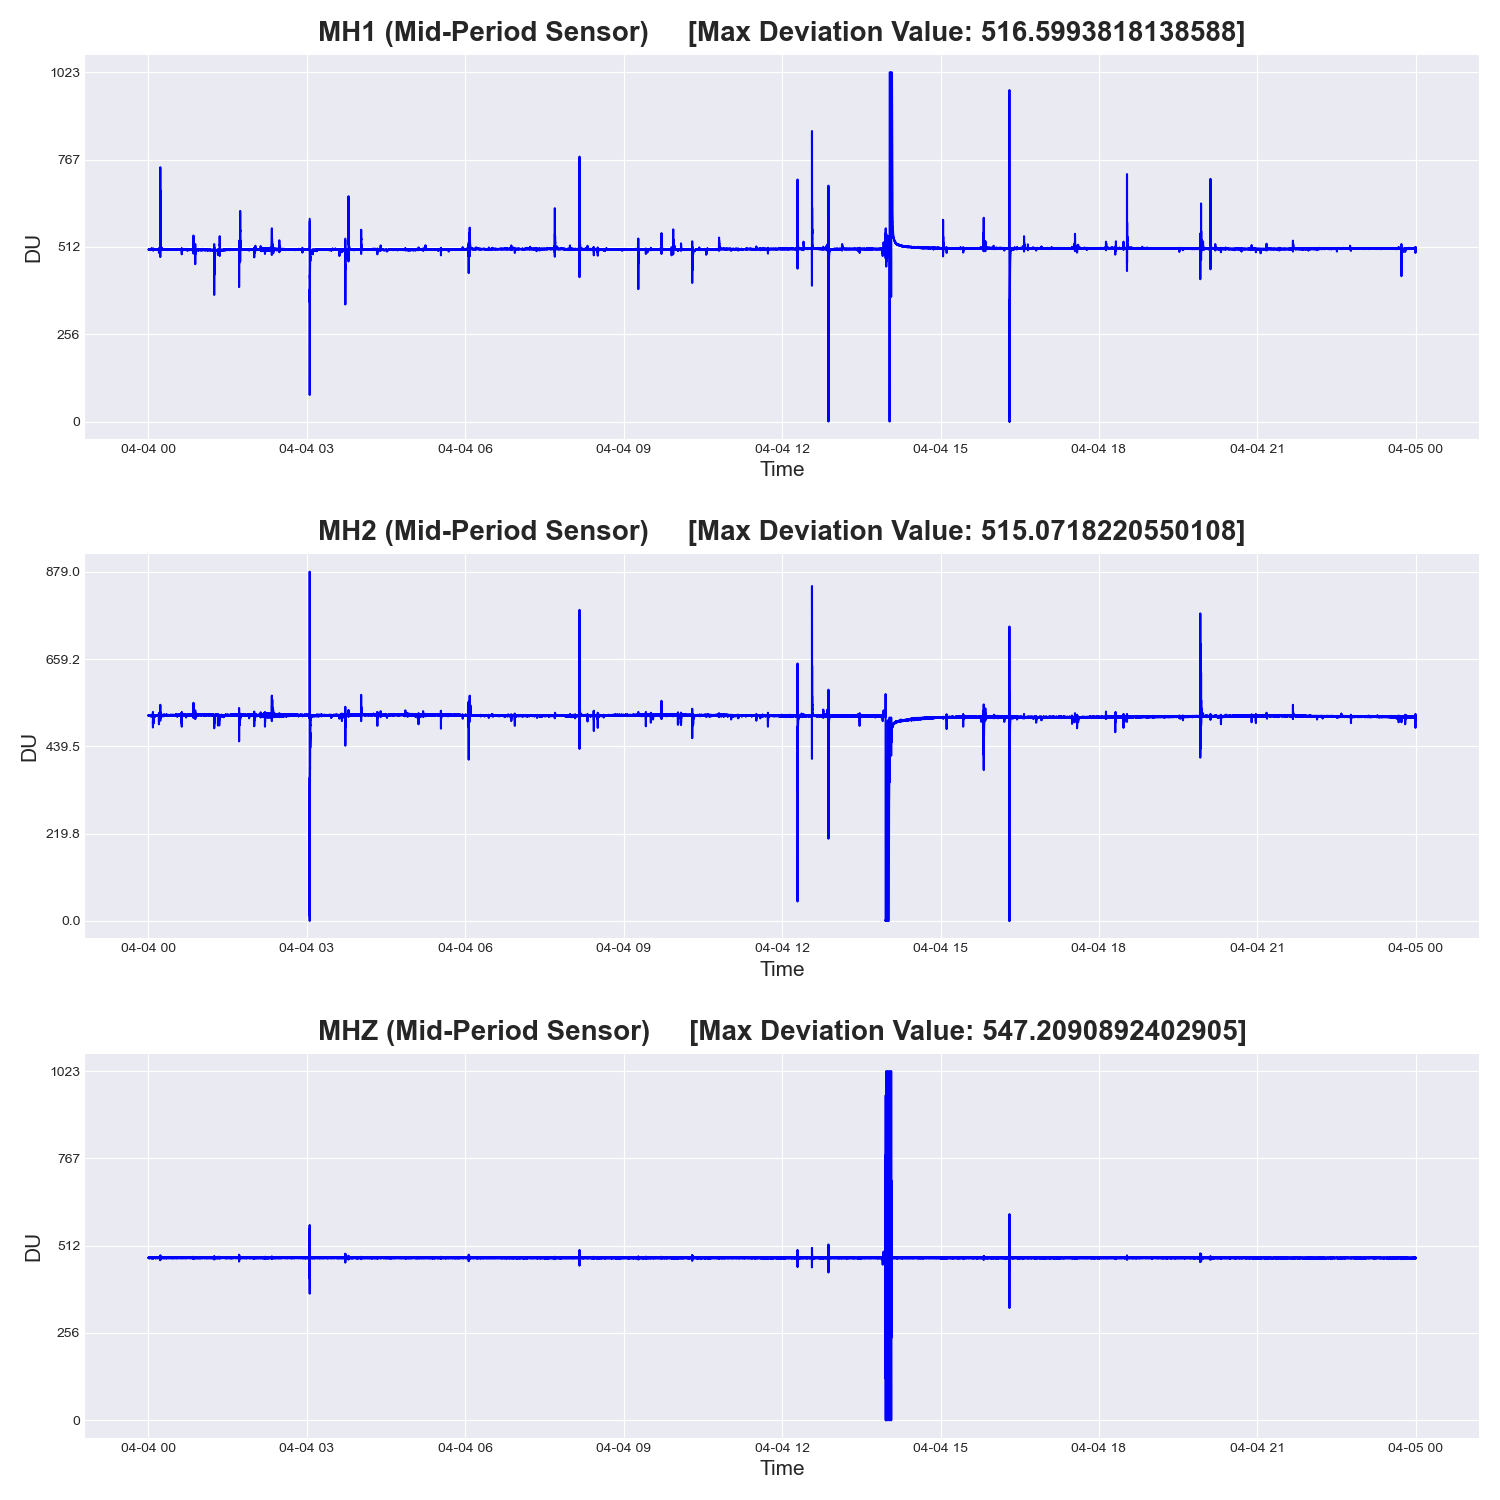 MH1 (Mid-Period Sensor) [Max Deviation Value: 516.5993818138588]
1023
767
512
256
0
DU
04-04 00 04-04 03 04-04 06 04-04 09 04-04 12 04-04 15 04-04 18 04-04 21 04-05 00
Time
MH2 (Mid-Period Sensor) [Max Deviation Value: 515.0718220550108]
879.0
659.2
439.5
219.8
0.0
DU
04-04 00 04-04 03 04-04 06 04-04 09 04-04 12 04-04 15 04-04 18 04-04 21 04-05 00
Time
MHZ (Mid-Period Sensor) [Max Deviation Value: 547.2090892402905]
1023
767
512
256
0
DU
04-04 00 04-04 03 04-04 06 04-04 09 04-04 12 04-04 15 04-04 18 04-04 21 04-05 00
Time